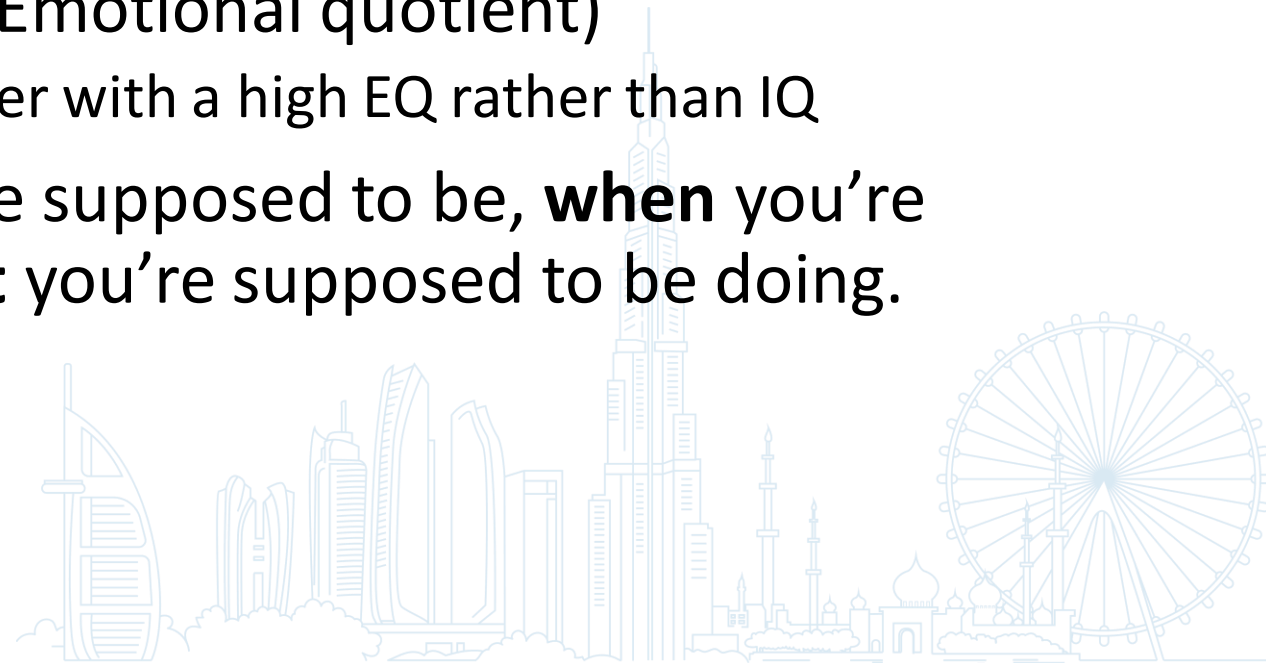 Emotional quotient)
er with a high EQ rather than IQ
e supposed to be, when you’re
you’re supposed to be doing.